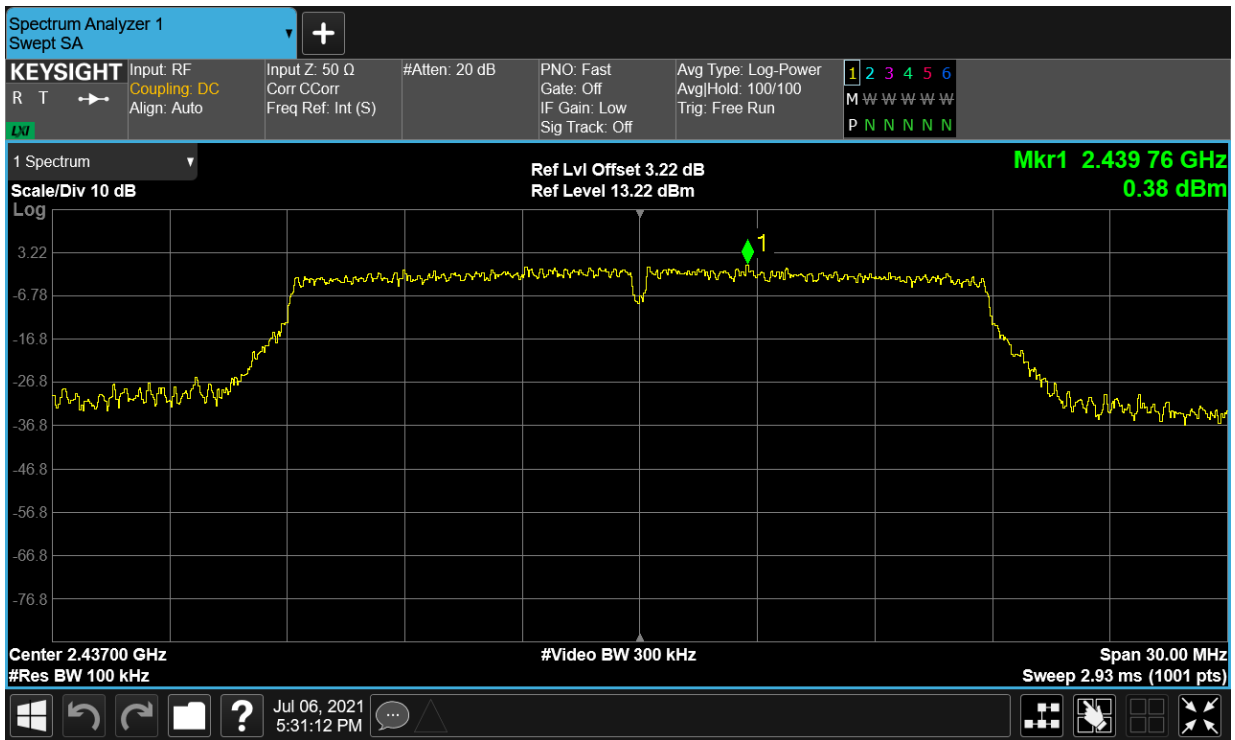 Spectrum Analyzer 1
Swept SA
+
KEYSIGHT
R T
LXI
Input: RF
Coupling: DC
Align: Auto
Input Z: 50 Ω
Corr CCorr
Freq Ref: Int (S)
#Atten: 20 dB
PNO: Fast
Gate: Off
IF Gain: Low
Sig Track: Off
Avg Type: Log-Power
Avg|Hold: 100/100
Trig: Free Run
1 2 3 4 5 6
M W W W W W
P N N N N N
1 Spectrum
Scale/Div 10 dB
Log
Ref Lvl Offset 3.22 dB
Ref Level 13.22 dBm
Mkr1 2.439 76 GHz
0.38 dBm
1
3.22
-6.78
-16.8
-26.8
-36.8
-46.8
-56.8
-66.8
-76.8
Center 2.43700 GHz
#Res BW 100 kHz
#Video BW 300 kHz
Span 30.00 MHz
Sweep 2.93 ms (1001 pts)
?
Jul 06, 2021
5:31:12 PM
...